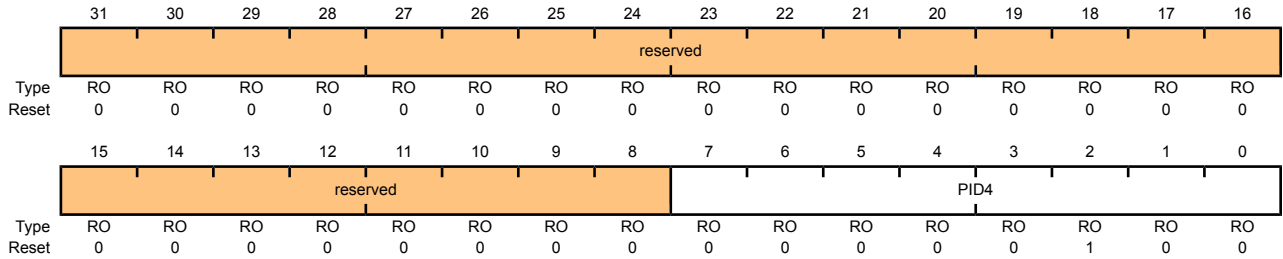 31 30 29 28 27 26 25 24 23 22 21 20 19 18 17 16
reserved
Type RO RO RO RO RO RO RO RO RO RO RO RO RO RO RO RO
Reset 0 0 0 0 0 0 0 0 0 0 0 0 0 0 0 0
15 14 13 12 11 10 9 8 7 6 5 4 3 2 1 0
reserved PID4
Type RO RO RO RO RO RO RO RO RO RO RO RO RO RO RO RO
Reset 0 0 0 0 0 0 0 0 0 0 0 0 0 1 0 0